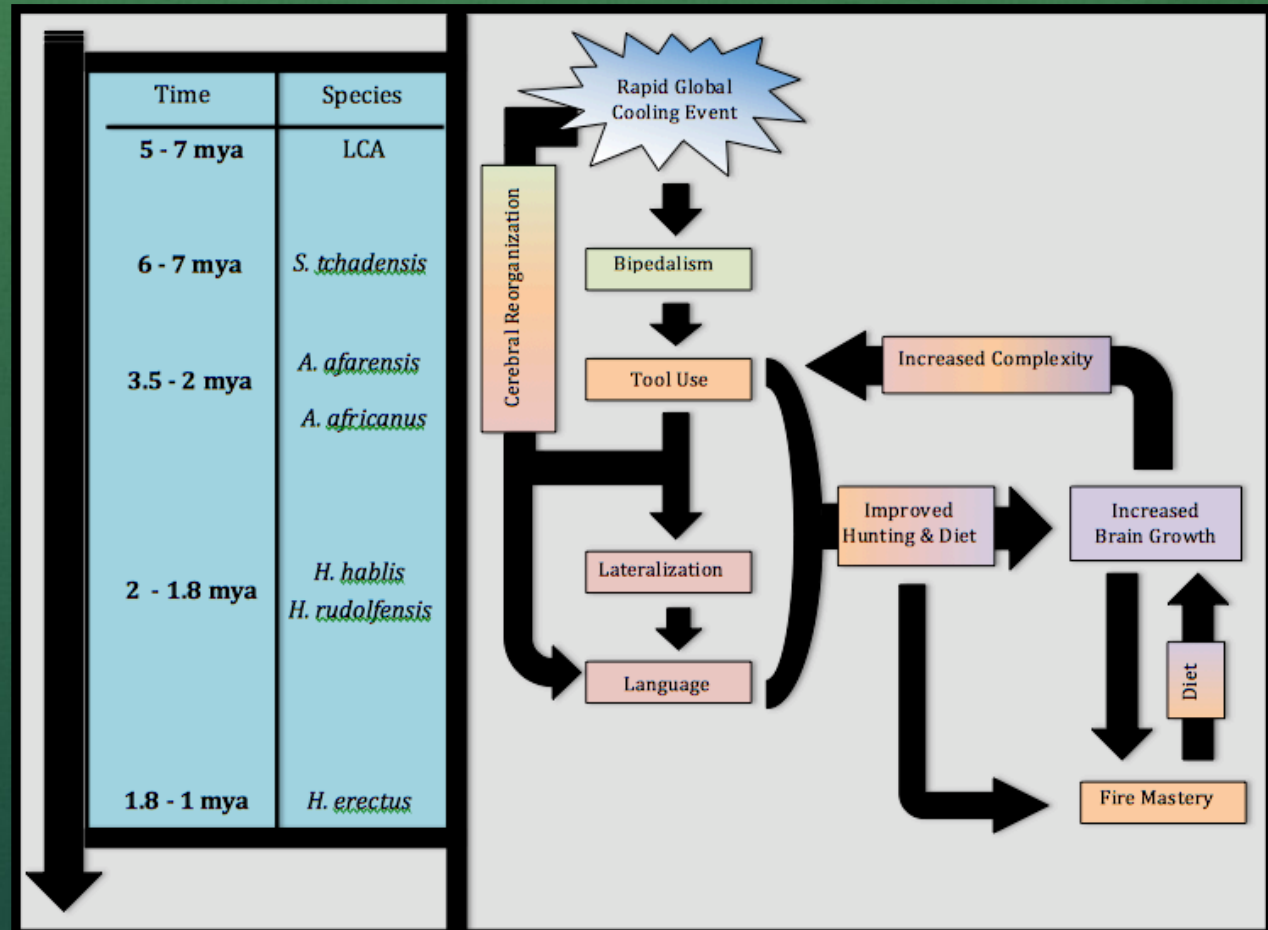 Time
Species
5 - 7 mya
LCA
6 - 7 mya
S. tchadensis
3.5 - 2 mya
A. afarensis
A. africanus
2 - 1.8 mya
H. hablis
H. rudolfensis
1.8 - 1 mya
H. erectus
Rapid Global
Cooling Event
Cerebral Reorganization
Bipedalism
Tool Use
Increased Complexity
Improved
Hunting & Diet
Increased
Brain Growth
Lateralization
Language
Diet
Fire Mastery